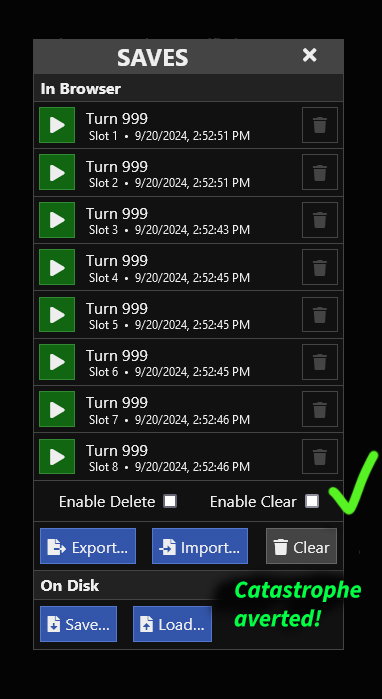 SAVES
In Browser
Turn 999
Slot 1 • 9/20/2024, 2:52:51 PM
Turn 999
Slot 2 • 9/20/2024, 2:52:51 PM
Turn 999
Slot 3 • 9/20/2024, 2:52:43 PM
Turn 999
Slot 4 • 9/20/2024, 2:52:45 PM
Turn 999
Slot 5 • 9/20/2024, 2:52:45 PM
Turn 999
Slot 6 • 9/20/2024, 2:52:45 PM
Turn 999
Slot 7 • 9/20/2024, 2:52:46 PM
Turn 999
Slot 8 • 9/20/2024, 2:52:46 PM
Enable Delete Enable Clear
Export... Import... Clear
On Disk
Save... Load...
Catastrophe
averted!